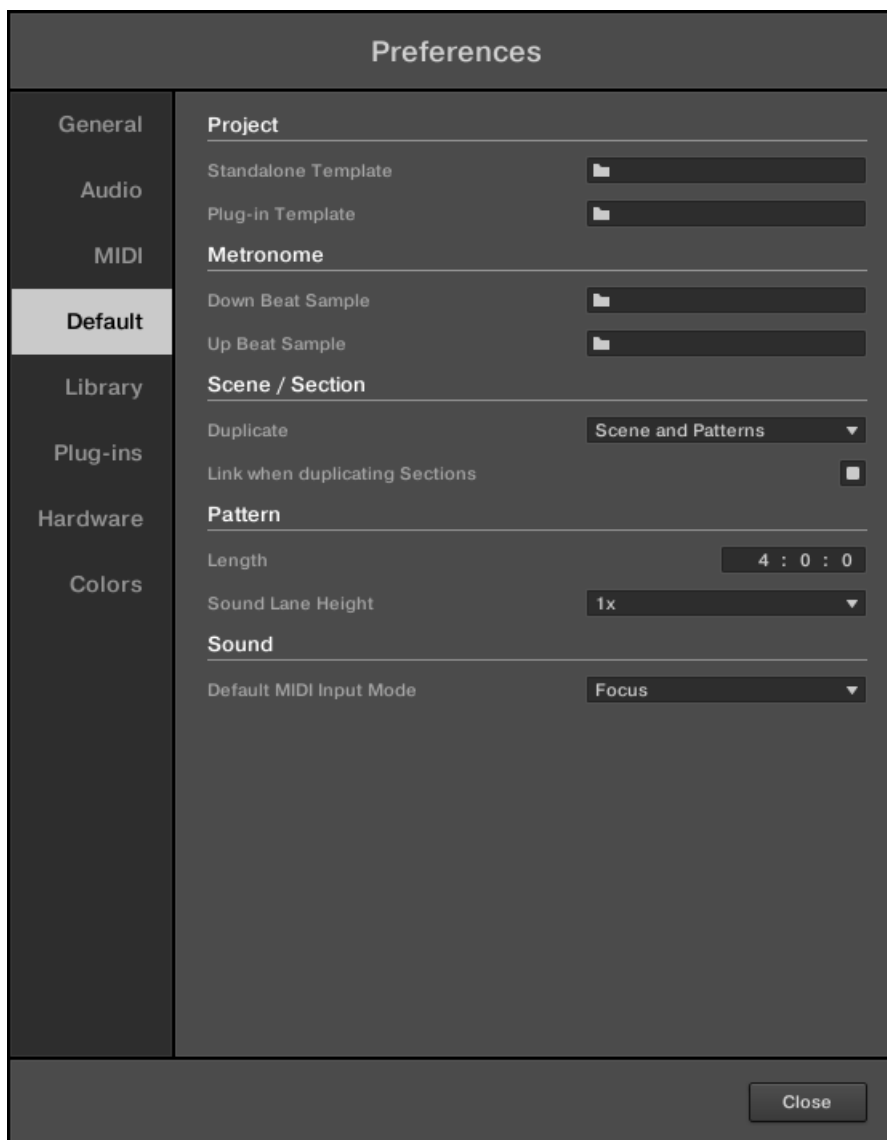 Preferences
General
Audio
MIDI
Default
Library
Plug-ins
Hardware
Colors
Project
Standalone Template
Plug-in Template
Metronome
Down Beat Sample
Up Beat Sample
Scene / Section
Duplicate Scene and Patterns
Link when duplicating Sections
Pattern
Length 4 : 0 : 0
Sound Lane Height 1x
Sound
Default MIDI Input Mode Focus
Close